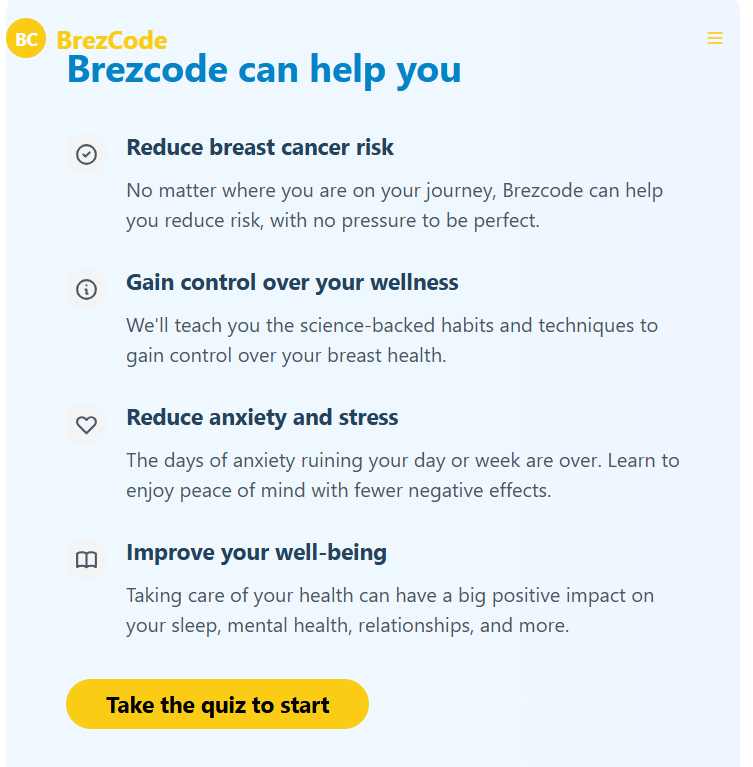 BC BrezCode
Brezcode can help you
Reduce breast cancer risk
No matter where you are on your journey, Brezcode can help
you reduce risk, with no pressure to be perfect.
Gain control over your wellness
We'll teach you the science-backed habits and techniques to
gain control over your breast health.
Reduce anxiety and stress
The days of anxiety ruining your day or week are over. Learn to
enjoy peace of mind with fewer negative effects.
Improve your well-being
Taking care of your health can have a big positive impact on
your sleep, mental health, relationships, and more.
Take the quiz to start